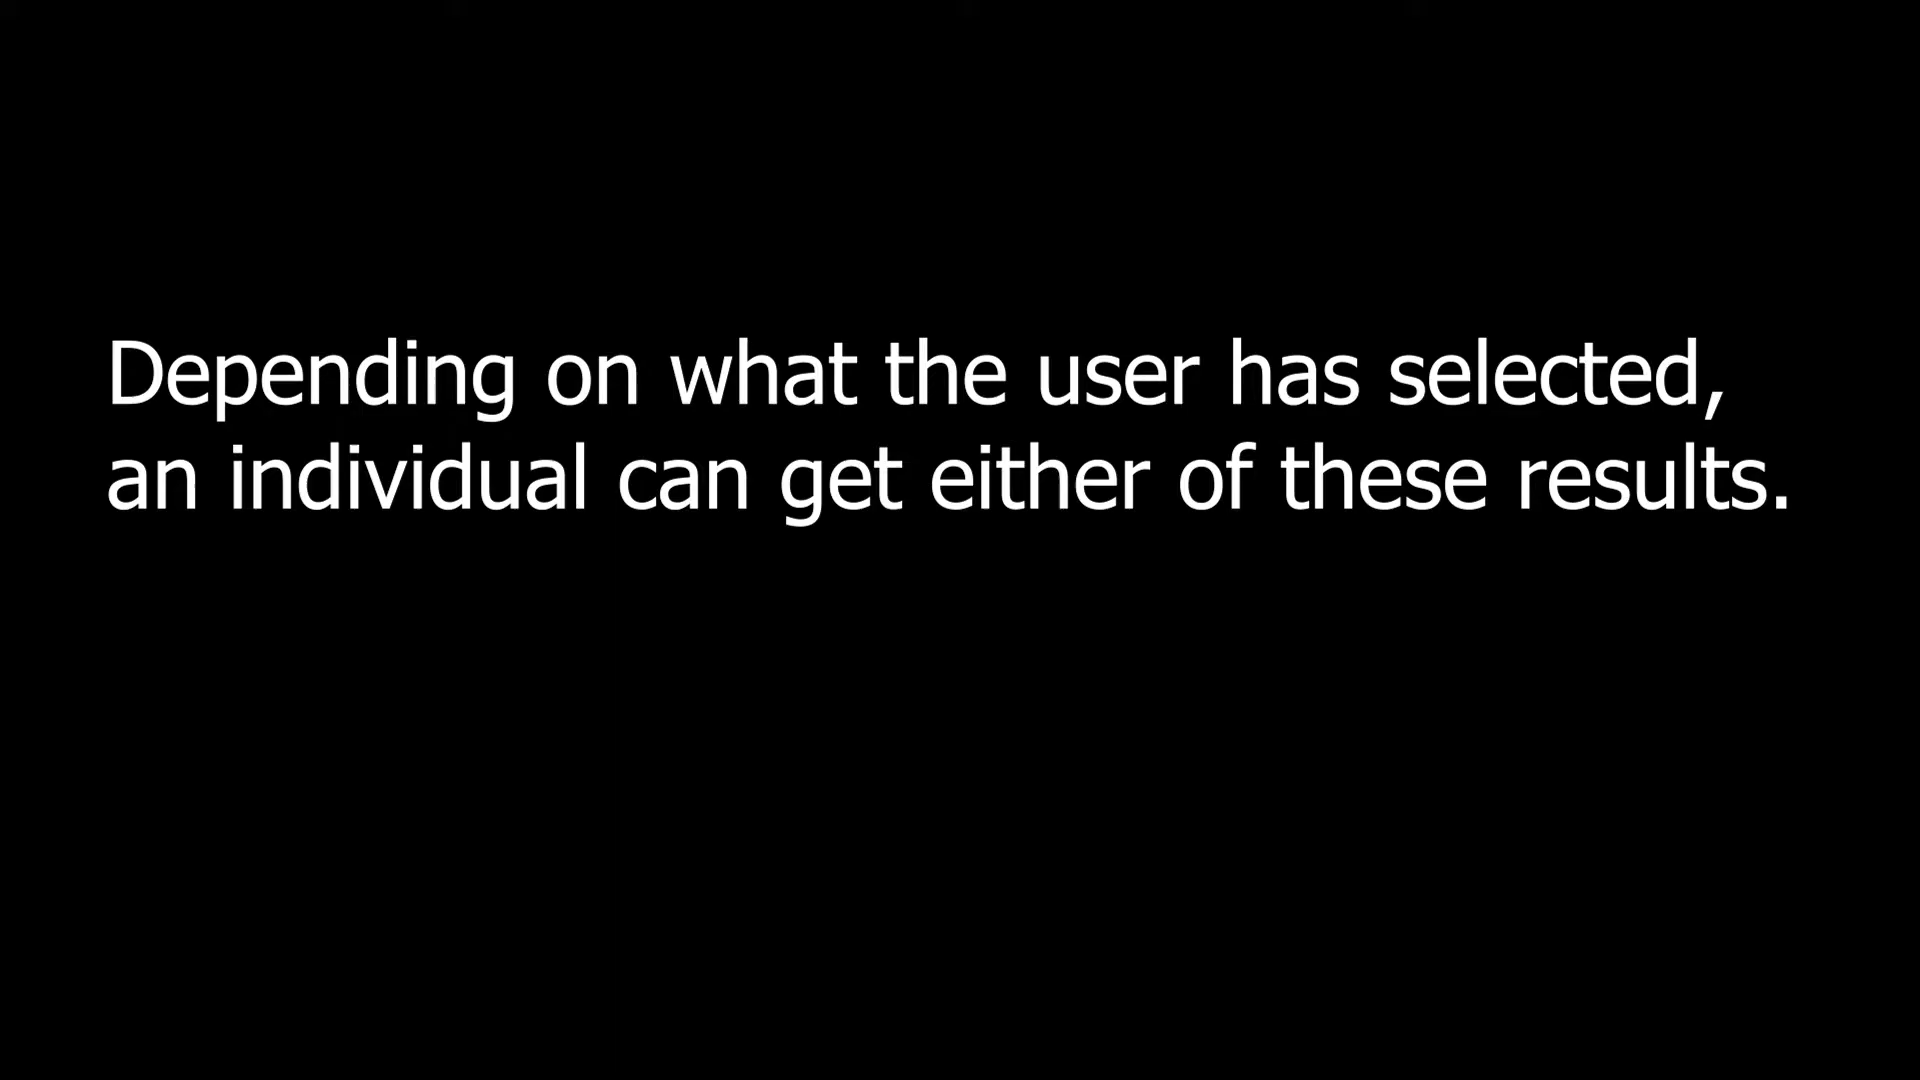 Depending on what the user has selected,
an individual can get either of these results.